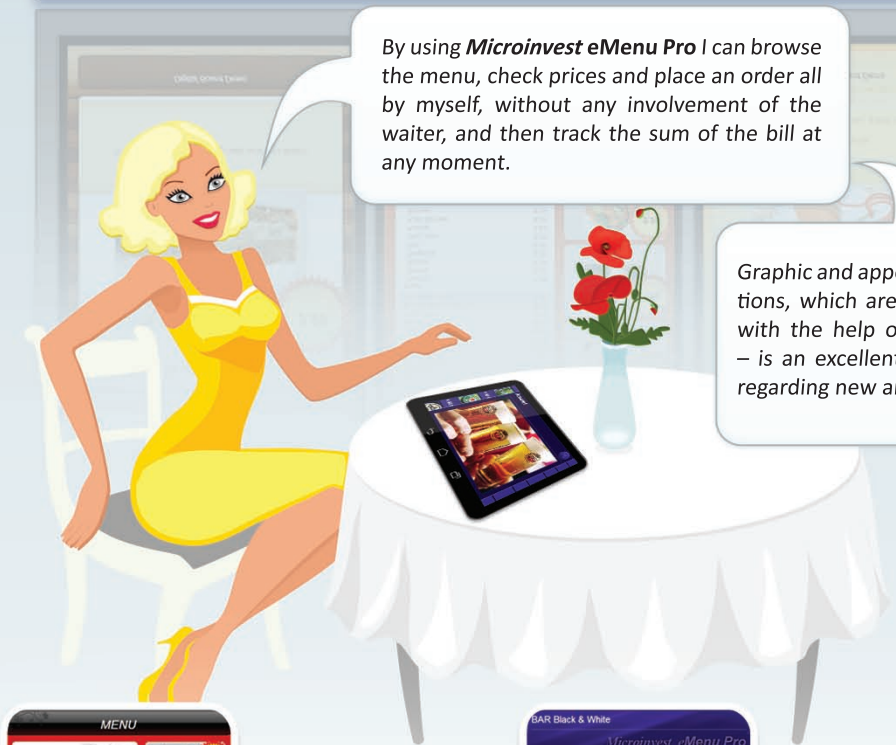 By using Microinvest eMenu Pro I can browse
the menu, check prices and place an order all
by myself, without any involvement of the
waiter, and then track the sum of the bill at
any moment.
Graphic and app
tions, which are
with the help o
– is an excellent
regarding new a
MENU
BAR Black & White
Microinvest eMenu Pro